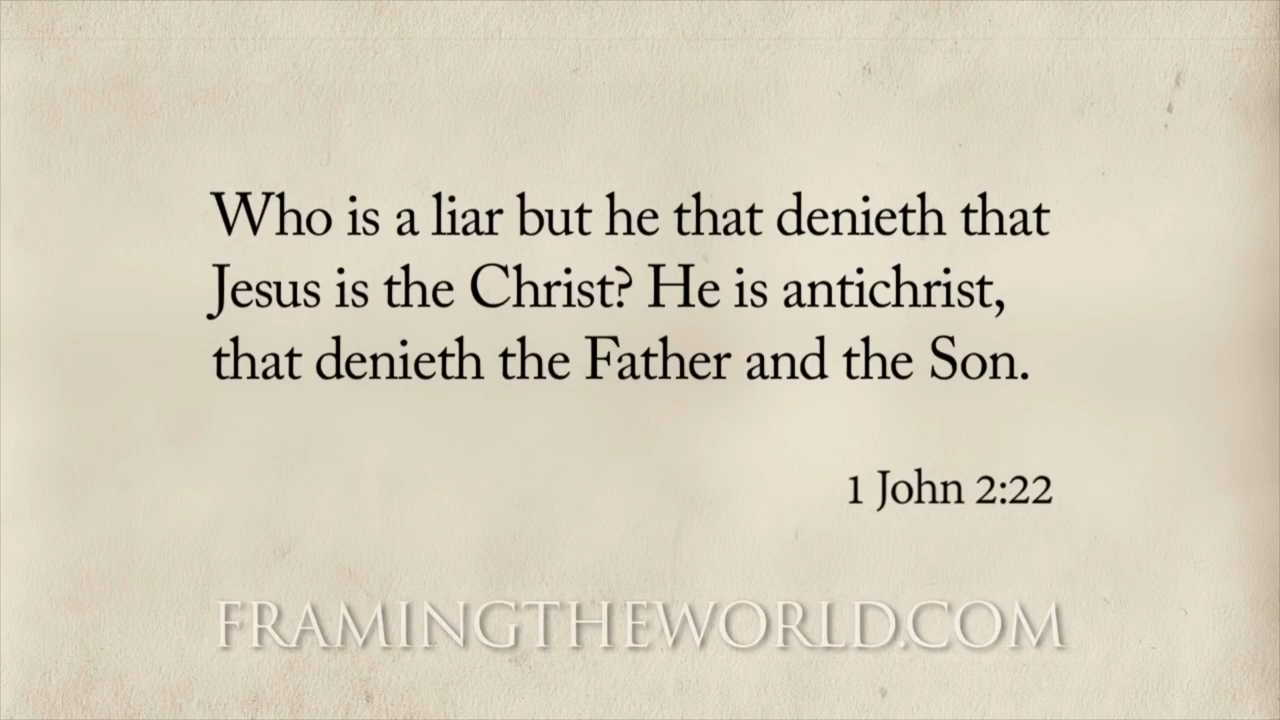 Who is a liar but he that denieth that
Jesus is the Christ? He is antichrist,
that denieth the Father and the Son.
1 John 2:22
FRAMINGTHEWORLD.COM